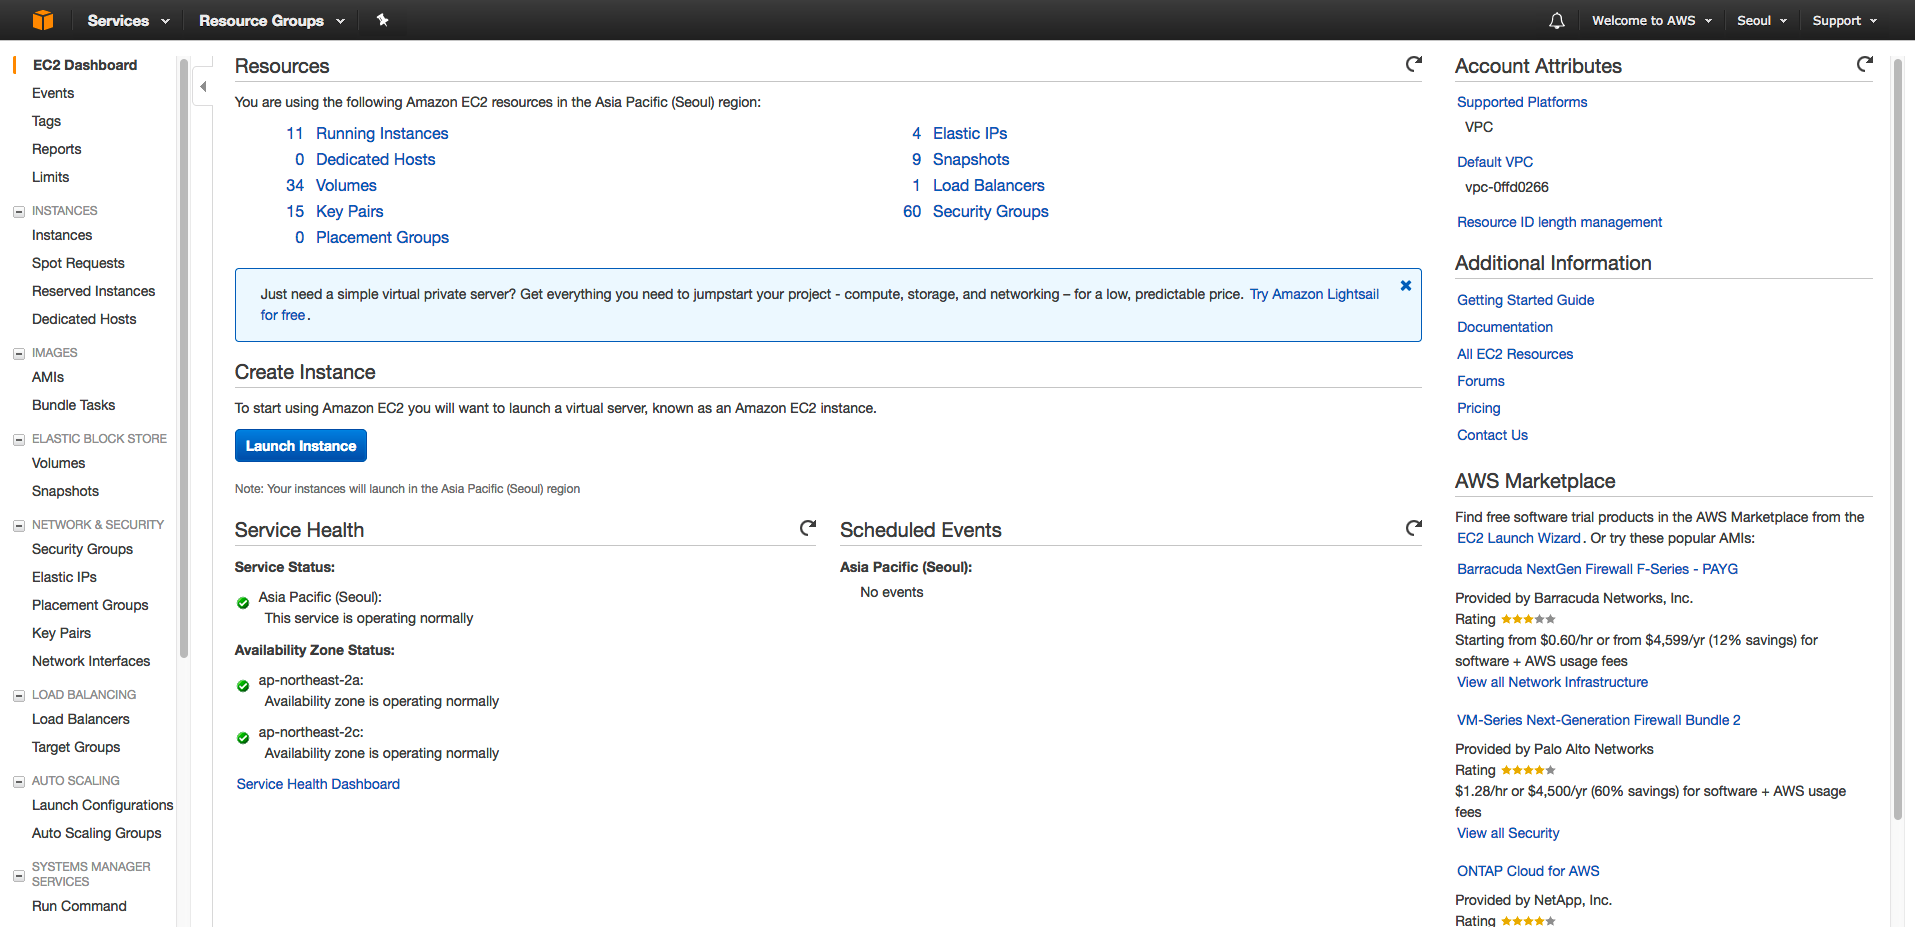 Services
Resource Groups
Welcome to AWS
Seoul
Support
EC2 Dashboard
Events
Tags
Reports
Limits
INSTANCES
Instances
Spot Requests
Reserved Instances
Dedicated Hosts
IMAGES
AMIs
Bundle Tasks
ELASTIC BLOCK STORE
Volumes
Snapshots
NETWORK & SECURITY
Security Groups
Elastic IPs
Placement Groups
Key Pairs
Network Interfaces
LOAD BALANCING
Load Balancers
Target Groups
AUTO SCALING
Launch Configurations
Auto Scaling Groups
SYSTEMS MANAGER
SERVICES
Run Command
Resources
You are using the following Amazon EC2 resources in the Asia Pacific (Seoul) region:
11 Running Instances
0 Dedicated Hosts
34 Volumes
15 Key Pairs
0 Placement Groups
4 Elastic IPs
9 Snapshots
1 Load Balancers
60 Security Groups
Just need a simple virtual private server? Get everything you need to jumpstart your project - compute, storage, and networking – for a low, predictable price. Try Amazon Lightsail
for free.
Create Instance
To start using Amazon EC2 you will want to launch a virtual server, known as an Amazon EC2 instance.
Launch Instance
Note: Your instances will launch in the Asia Pacific (Seoul) region
Service Health
Service Status:
Asia Pacific (Seoul):
This service is operating normally
Availability Zone Status:
ap-northeast-2a:
Availability zone is operating normally
ap-northeast-2c:
Availability zone is operating normally
Service Health Dashboard
Scheduled Events
Asia Pacific (Seoul):
No events
Account Attributes
Supported Platforms
VPC
Default VPC
vpc-0ffd0266
Resource ID length management
Additional Information
Getting Started Guide
Documentation
All EC2 Resources
Forums
Pricing
Contact Us
AWS Marketplace
Find free software trial products in the AWS Marketplace from the
EC2 Launch Wizard. Or try these popular AMIs:
Barracuda NextGen Firewall F-Series - PAYG
Provided by Barracuda Networks, Inc.
Rating
Starting from $0.60/hr or from $4,599/yr (12% savings) for
software + AWS usage fees
View all Network Infrastructure
VM-Series Next-Generation Firewall Bundle 2
Provided by Palo Alto Networks
Rating
$1.28/hr or $4,500/yr (60% savings) for software + AWS usage
fees
View all Security
ONTAP Cloud for AWS
Provided by NetApp, Inc.
Rating